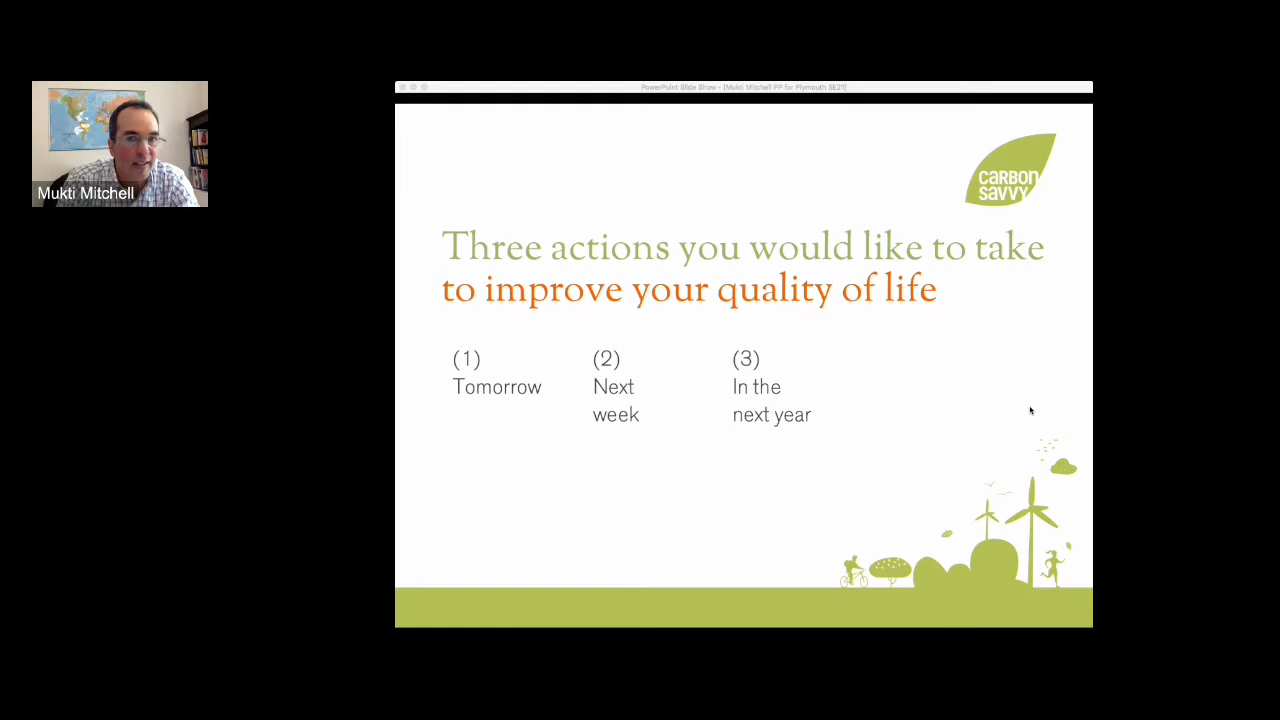 PowerPoint Slide Show - [Mukti Mitchell PP for Plymouth SE21]
Mukti Mitchell
CARBON
SAVVY
Three actions you would like to take
to improve your quality of life
(1)
Tomorrow
(2)
Next
week
(3)
In the
next year